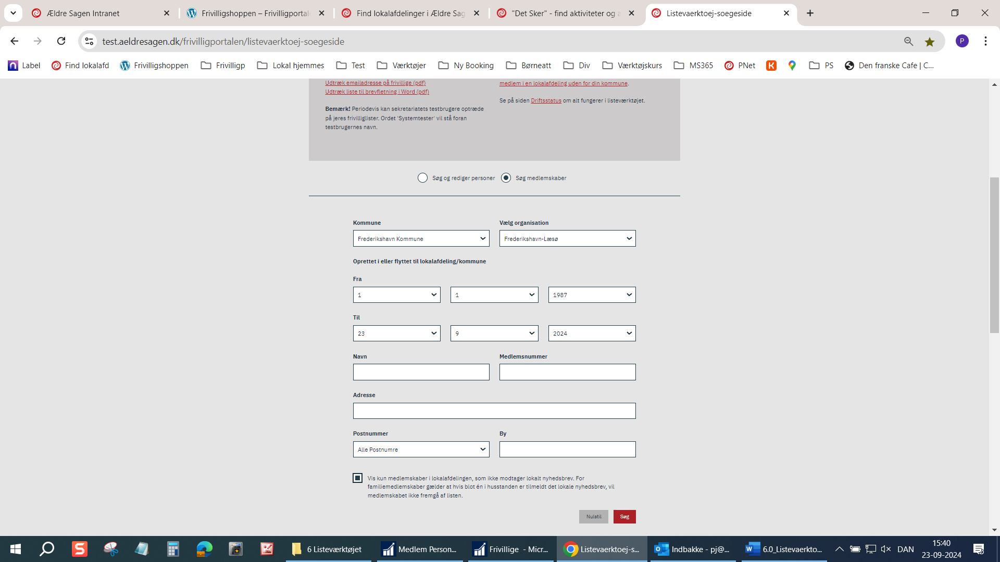 Ældre Sagen Intranet
Frivilligshoppen – Frivilligportale
Find lokalafdelinger i Ældre Sag
"Det Sker" - find aktiviteter og a
Listevaerktoej-soegeside
test.aeldresagen.dk/frivilligportalen/listevaerktoej-soegeside
P
Label
Find lokalafd
Frivilligshoppen
Frivilligp
Lokal hjemmes
Test
Værktøjer
Ny Booking
Børneatt
Div
Værktøjskurs
MS365
PNet
PS
Den franske Cafe | C...
Udtræk emailadresse på frivillige (pdf)
Udtræk liste til brevfletning i Word (pdf)
Bemærk! Periodevis kan sekretariatets testbrugere optræde
på jeres frivilliglister. Ordet 'Systemtester' vil stå foran
testbrugernes navn.
medlem i en lokalafdeling uden for din kommune.
Se på siden Driftsstatus om alt fungerer i listeværktøjet.
Søg og rediger personer
Søg medlemskaber
Kommune
Vælg organisation
Frederikshavn Kommune
Frederikshavn-Læsø
Oprettet i eller flyttet til lokalafdeling/kommune
Fra
1
1
1987
Til
23
9
2024
Navn
Medlemsnummer
Adresse
Postnummer
By
Alle Postnumre
Vis kun medlemskaber i lokalafdelingen, som ikke modtager lokalt nyhedsbrev. For
familiemedlemskaber gælder at hvis blot én i husstanden er tilmeldt det lokale nyhedsbrev, vil
medlemskabet ikke fremgå af listen.
Nulstil
Søg
6 Listeværktøjet
Medlem Person...
Frivillige - Micr...
Listevaerktoej-s...
Indbakke - pj@...
6.0_Listevaerkto...
DAN
15:40
23-09-2024